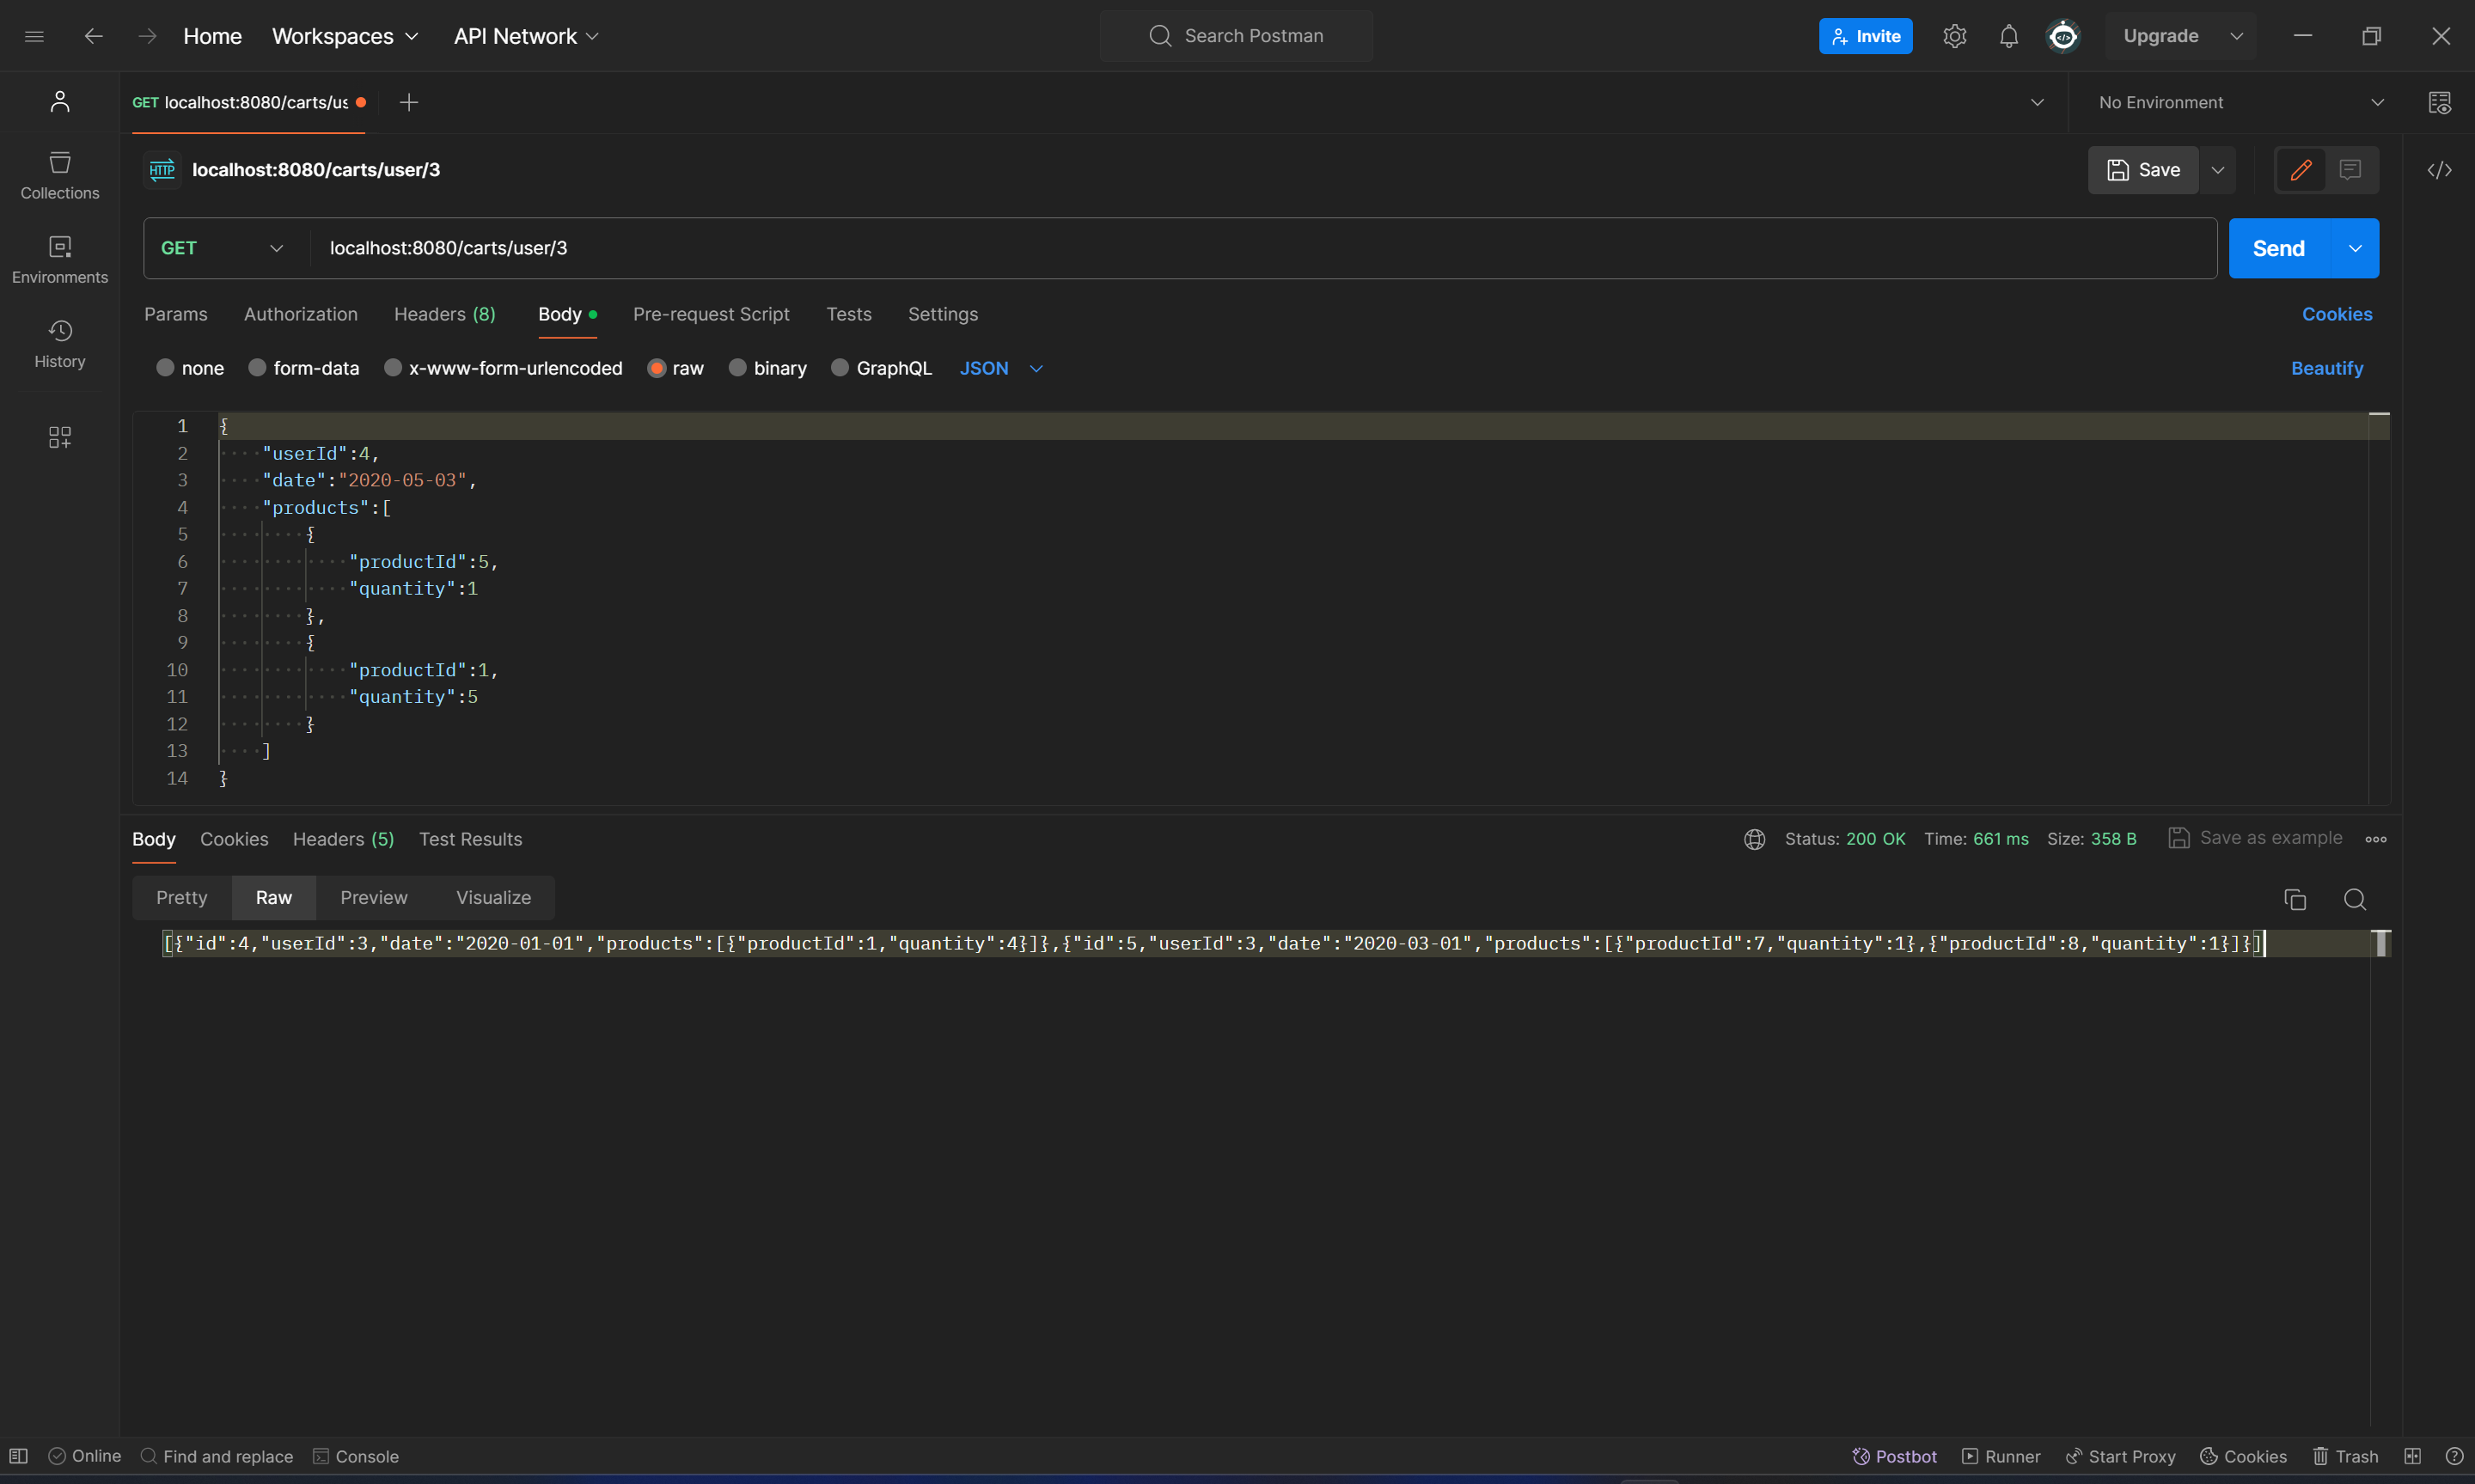 Home Workspaces API Network Search Postman Invite Upgrade
GET localhost:8080/carts/us No Environment
HTTP localhost:8080/carts/user/3 Save
Collections
Environments
History
GET localhost:8080/carts/user/3 Send
Params Authorization Headers (8) Body Pre-request Script Tests Settings Cookies
none form-data x-www-form-urlencoded raw binary GraphQL JSON Beautify
1 {
2 "userId":4,
3 "date":"2020-05-03",
4 "products":[
5 {
6 "productId":5,
7 "quantity":1
8 },
9 {
10 "productId":1,
11 "quantity":5
12 }
13 ]
14 }
Body Cookies Headers (5) Test Results Status: 200 OK Time: 661 ms Size: 358 B Save as example
Pretty Raw Preview Visualize
[{"id":4,"userId":3,"date":"2020-01-01","products":[{"productId":1,"quantity":4}]},{"id":5,"userId":3,"date":"2020-03-01","products":[{"productId":7,"quantity":1},{"productId":8,"quantity":1}]}]
Online Find and replace Console Postbot Runner Start Proxy Cookies Trash